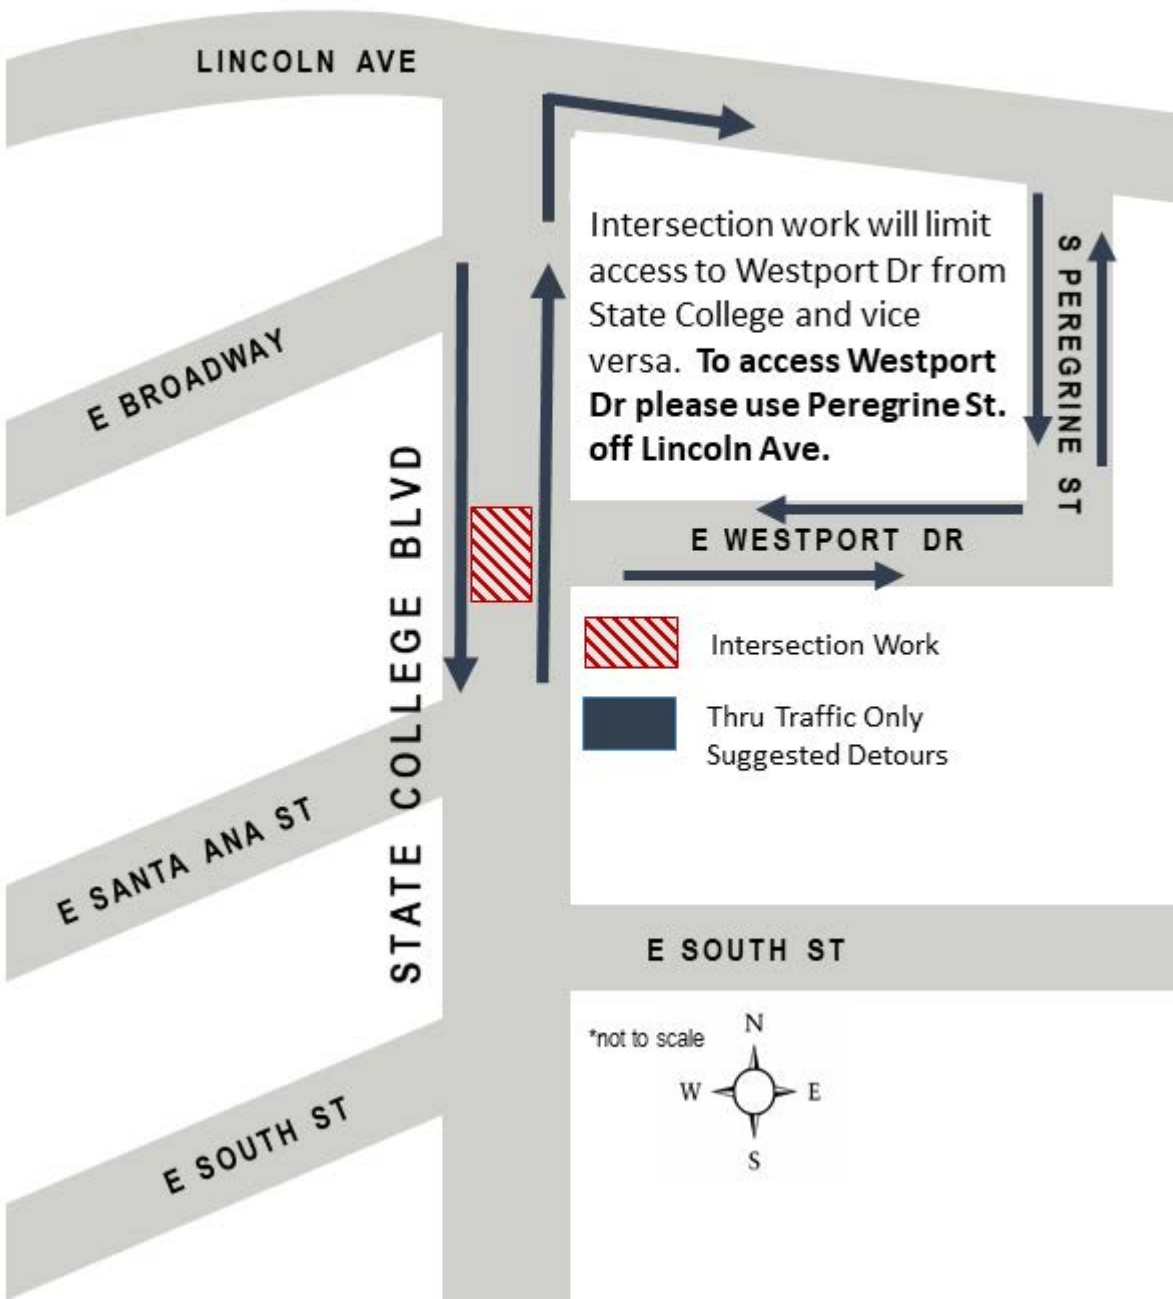 LINCOLN AVE
Intersection work will limit
access to Westport Dr from
State College and vice
versa. To access Westport
Dr please use Peregrine St.
off Lincoln Ave.
S PEREGRINE ST
E BROADWAY
STATE COLLEGE BLVD
E WESTPORT DR
Intersection Work
Thru Traffic Only
Suggested Detours
E SANTA ANA ST
E SOUTH ST
*not to scale
N
W E
S
E SOUTH ST